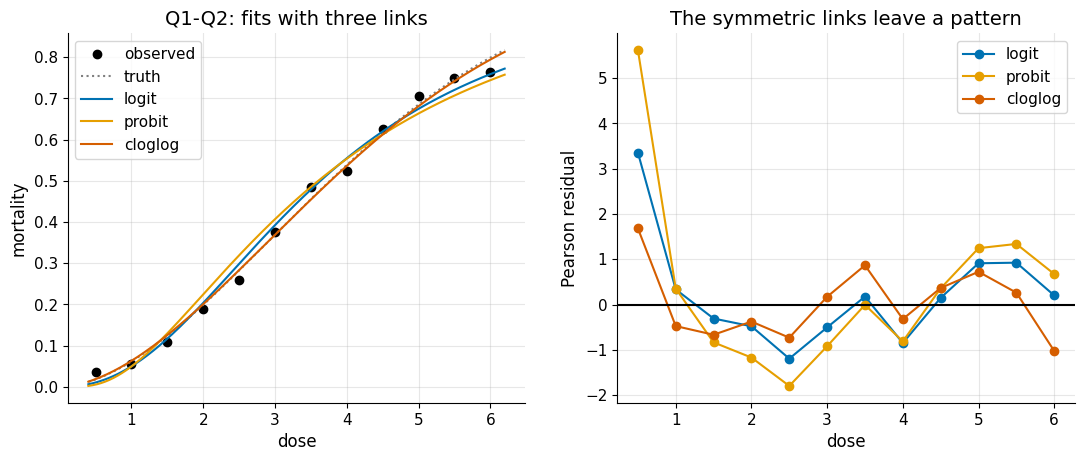 Q1-Q2: fits with three links
mortality
0.8
0.7
0.6
0.5
0.4
0.3
0.2
0.1
0.0
observed
truth
logit
probit
cloglog
1
2
3
4
5
6
dose
The symmetric links leave a pattern
Pearson residual
5
4
3
2
1
0
−1
−2
logit
probit
cloglog
1
2
3
4
5
6
dose